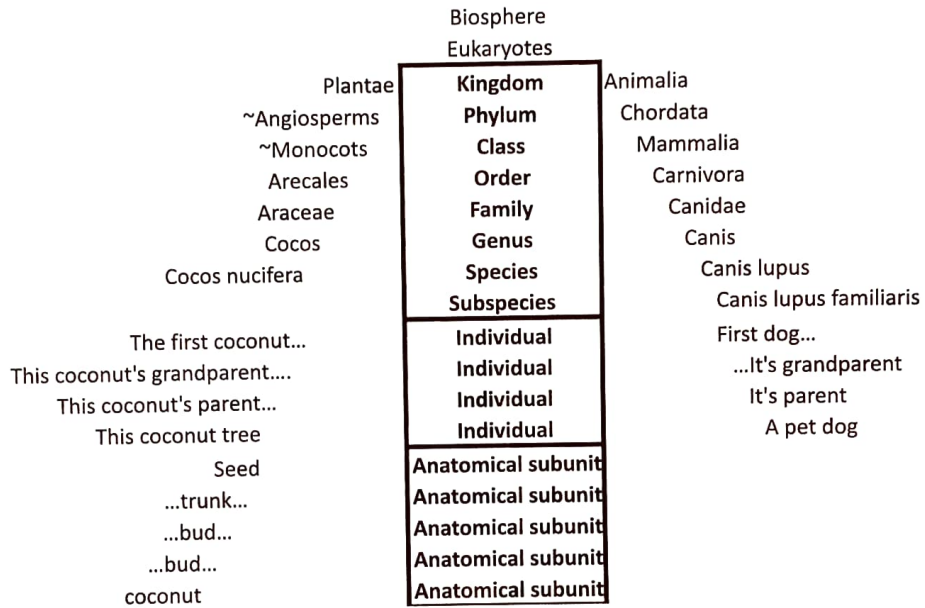 Biosphere
Eukaryotes
Plantae Kingdom Animalia
~Angiosperms Phylum Chordata
~Monocots Class Mammalia
Arecales Order Carnivora
Araceae Family Canidae
Cocos Genus Canis
Cocos nucifera Species Canis lupus
Subspecies Canis lupus familiaris
The first coconut... Individual First dog...
This coconut's grandparent.... Individual ...It's grandparent
This coconut's parent... Individual It's parent
This coconut tree Individual A pet dog
Seed Anatomical subunit
...trunk... Anatomical subunit
...bud... Anatomical subunit
...bud... Anatomical subunit
coconut Anatomical subunit